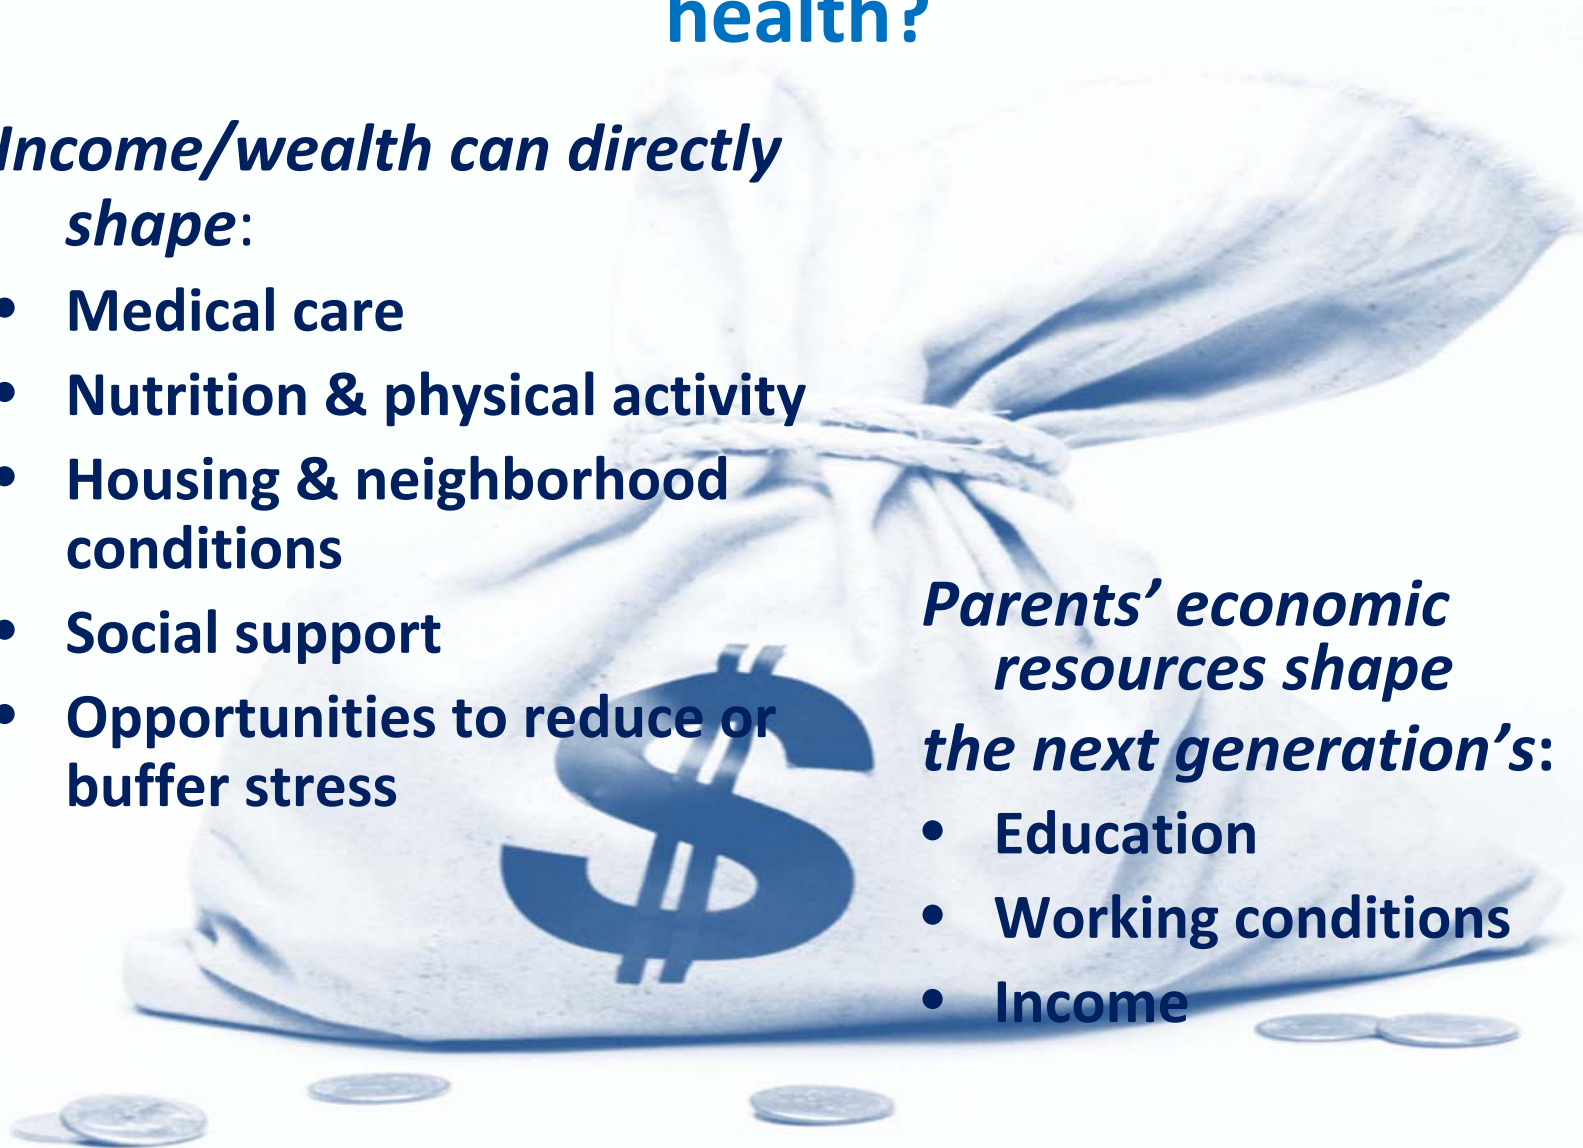 health?
Income/wealth can directly
shape:
• Medical care
• Nutrition & physical activity
• Housing & neighborhood
conditions
• Social support
• Opportunities to reduce or
buffer stress
Parents’ economic
resources shape
the next generation’s:
• Education
• Working conditions
• Income
$